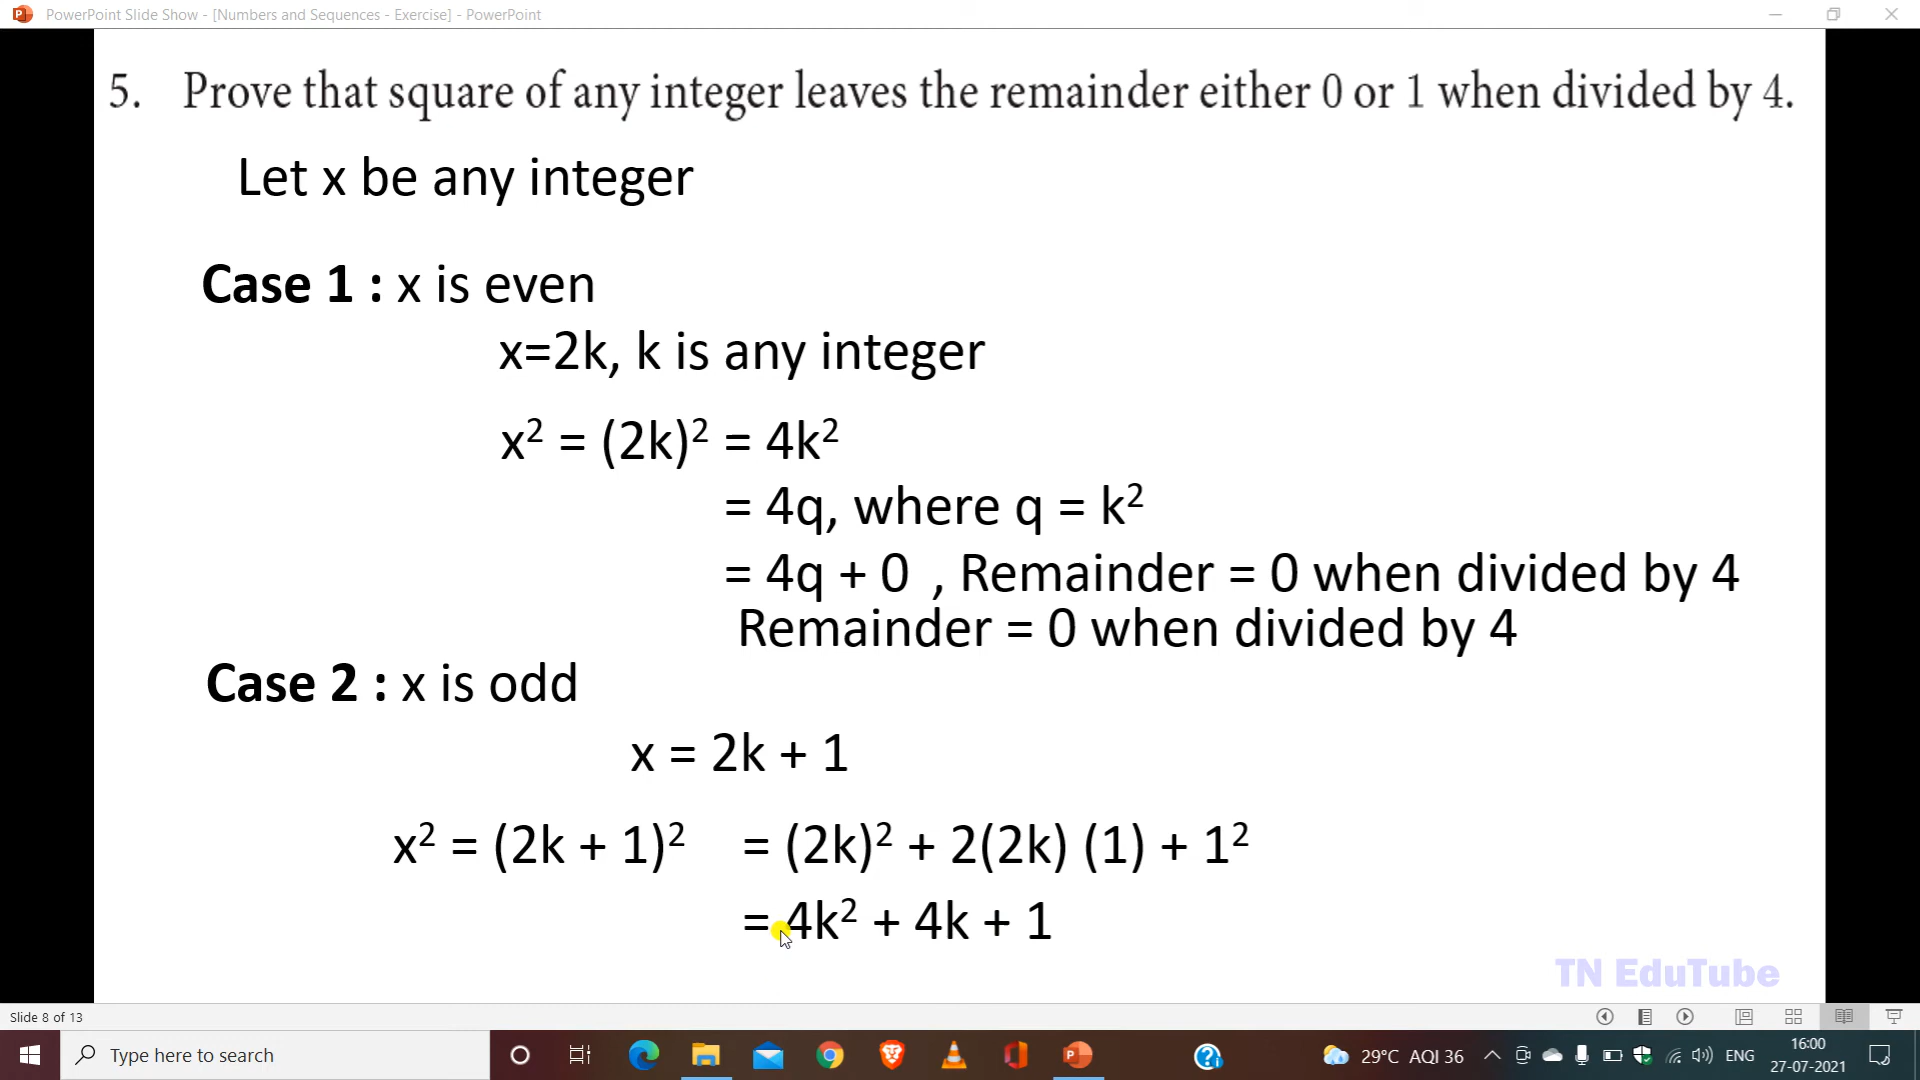 PowerPoint Slide Show - [Numbers and Sequences - Exercise] - PowerPoint
5. Prove that square of any integer leaves the remainder either 0 or 1 when divided by 4.
Let x be any integer
Case 1 : x is even
x=2k, k is any integer
x² = (2k)² = 4k²
= 4q, where q = k²
= 4q + 0 , Remainder = 0 when divided by 4
Remainder = 0 when divided by 4
Case 2 : x is odd
x = 2k + 1
x² = (2k + 1)² = (2k)² + 2(2k) (1) + 1²
= 4k² + 4k + 1
TN EduTube
Slide 8 of 13
Type here to search
29°C AQI 36
ENG
16:00
27-07-2021